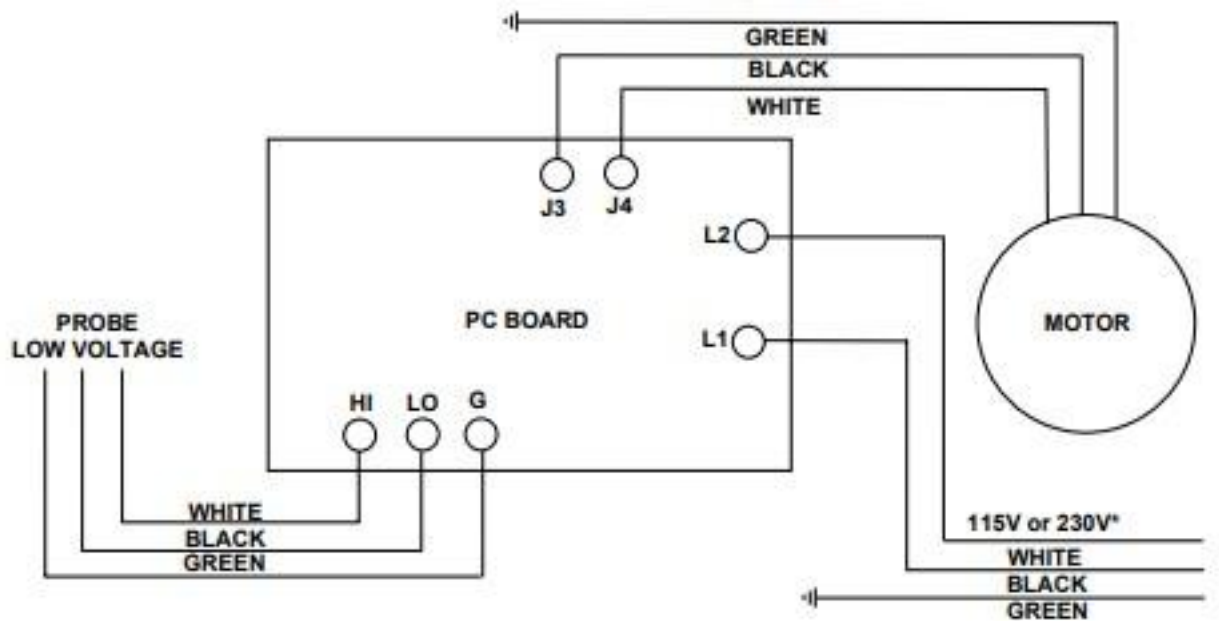 GREEN
BLACK
WHITE
J3
J4
L2
PC BOARD
MOTOR
L1
PROBE
LOW VOLTAGE
HI
LO
G
WHITE
BLACK
GREEN
115V or 230V*
WHITE
BLACK
GREEN